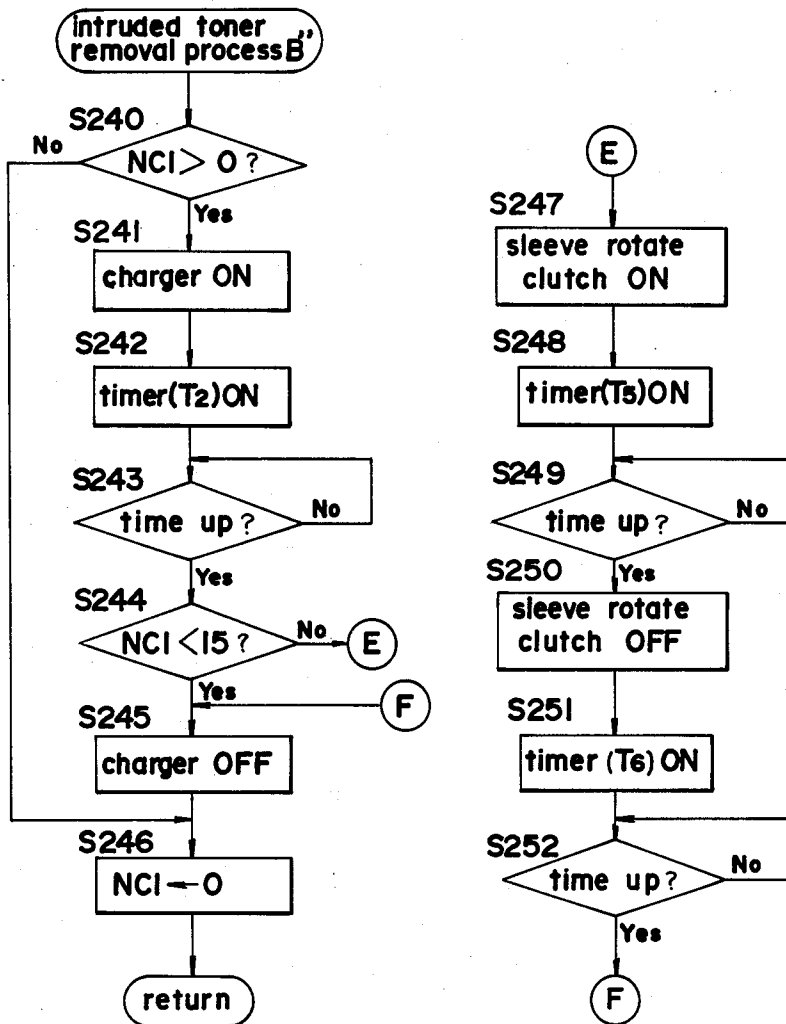 intruded toner
removal process B''
S240
No
NCI > 0 ?
Yes
S241
charger ON
S242
timer(T2)ON
S243
time up ?
No
Yes
S244
NCI < 15 ?
No
E
Yes
F
S245
charger OFF
S246
NCI ← 0
return
E
S247
sleeve rotate
clutch ON
S248
timer(T5)ON
S249
time up ?
No
Yes
S250
sleeve rotate
clutch OFF
S251
timer (T6) ON
S252
time up ?
No
Yes
F